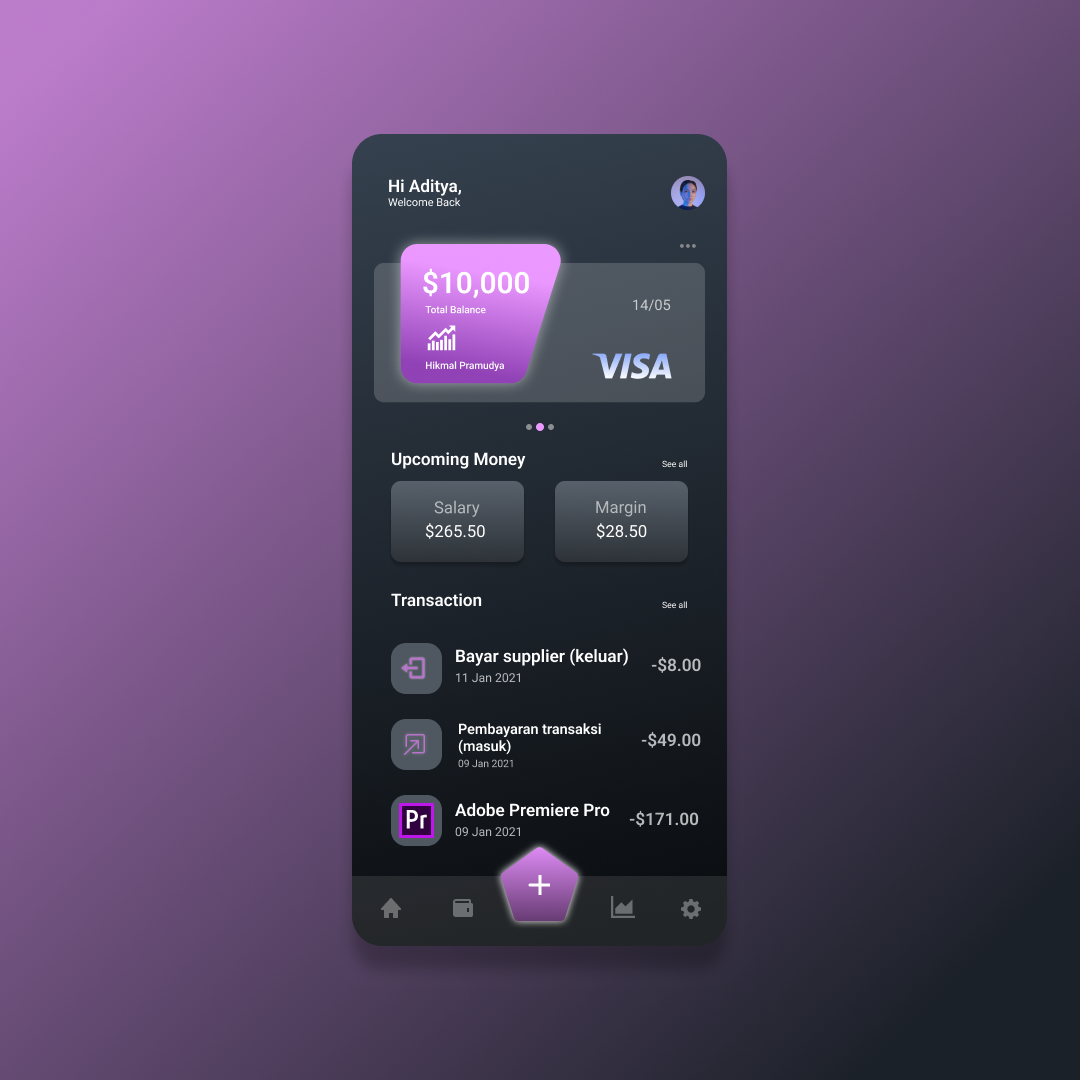 Hi Aditya,
Welcome Back
$10,000
Total Balance
Hikmal Pramudya
14/05
VISA
Upcoming Money
See all
Salary
$265.50
Margin
$28.50
Transaction
See all
Bayar supplier (keluar)
11 Jan 2021
-$8.00
Pembayaran transaksi
(masuk)
09 Jan 2021
-$49.00
Pr
Adobe Premiere Pro
09 Jan 2021
-$171.00